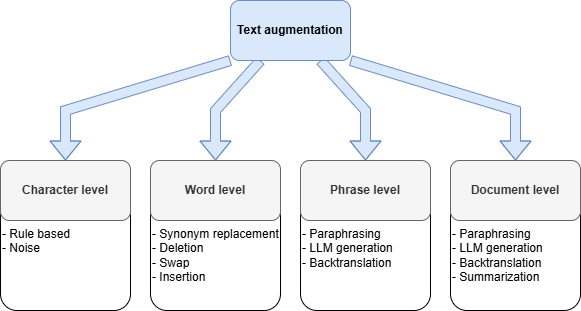 Text augmentation
Character level
- Rule based
- Noise
Word level
- Synonym replacement
- Deletion
- Swap
- Insertion
Phrase level
- Paraphrasing
- LLM generation
- Backtranslation
Document level
- Paraphrasing
- LLM generation
- Backtranslation
- Summarization